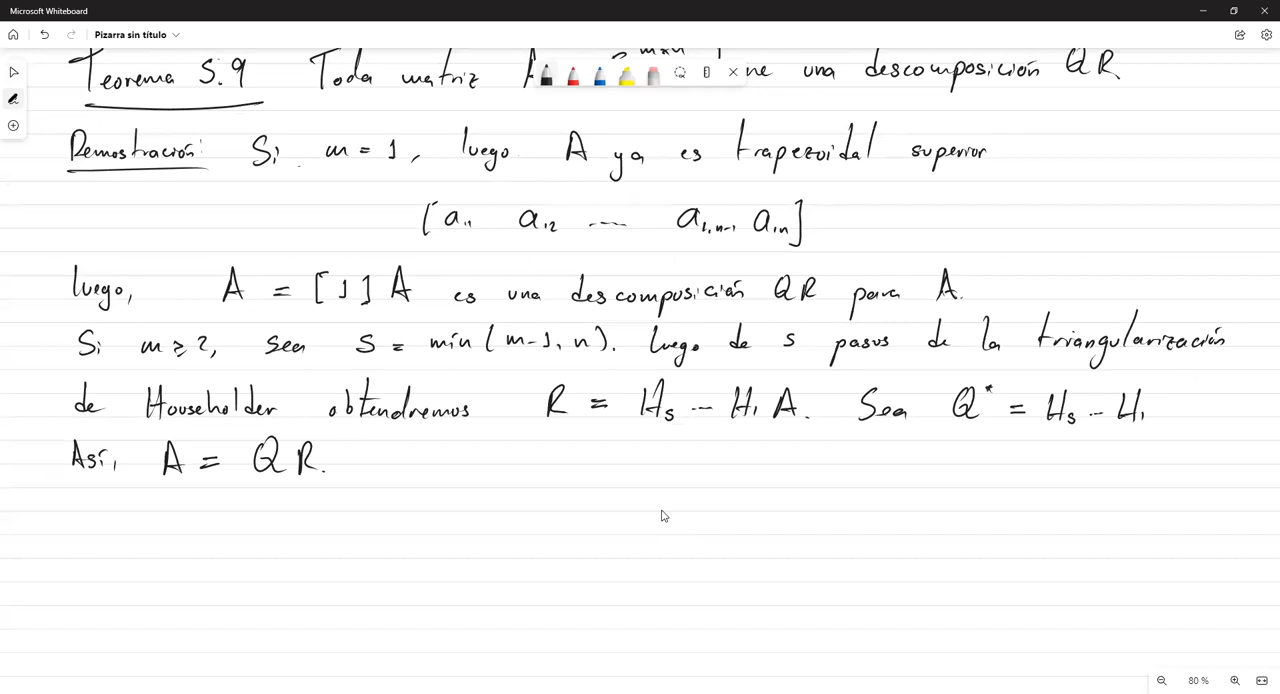 Microsoft Whiteboard
Pizarra sin título
Teorema 5.9 Toda matriz A m×n ne una descomposición QR
Demostración: Si m = 1, luego A ya es trapezoidal superior
[a11 a12 ---- a1,n-1 a1n]
luego, A = [1] A es una descomposición QR para A.
Si m ≥ 2, sea s = min(m-1, n). Luego de s pasos de la triangularización
de Householder obtendremos R = Hs -- H1 A. Sea Q* = Hs -- H1
Así, A = QR.
80 %